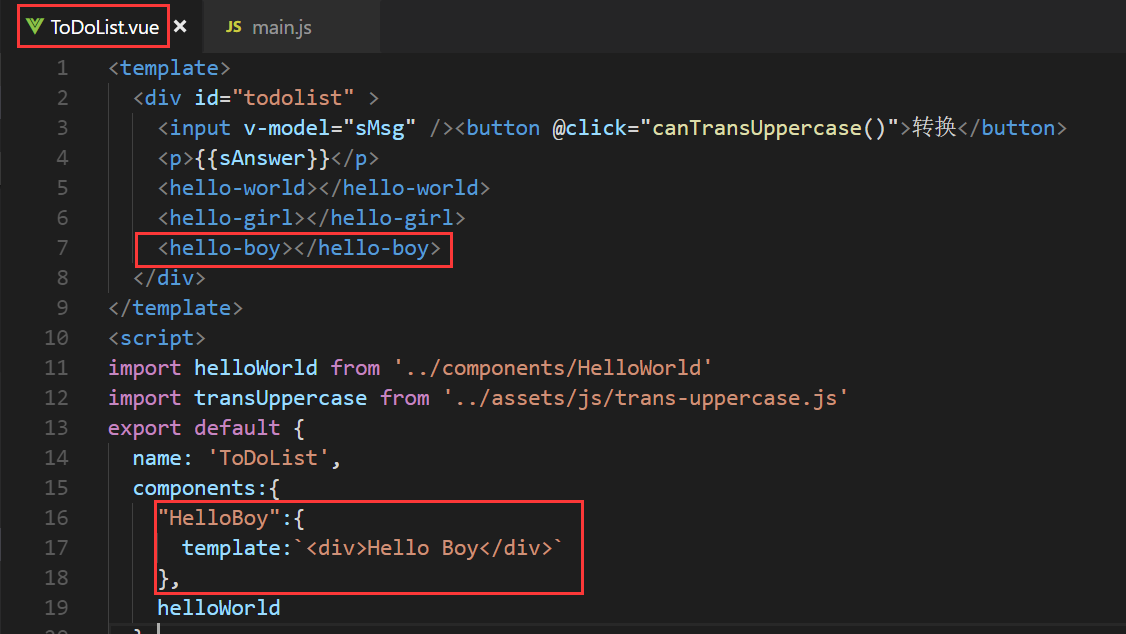 ToDoList.vue × JS main.js
1 <template>
2 <div id="todolist" >
3 <input v-model="sMsg" /><button @click="canTransUppercase()">转换</button>
4 <p>{{sAnswer}}</p>
5 <hello-world></hello-world>
6 <hello-girl></hello-girl>
7 <hello-boy></hello-boy>
8 </div>
9 </template>
10 <script>
11 import helloWorld from '../components/HelloWorld'
12 import transUppercase from '../assets/js/trans-uppercase.js'
13 export default {
14 name: 'ToDoList',
15 components:{
16 "HelloBoy":{
17 template:`<div>Hello Boy</div>`
18 },
19 helloWorld